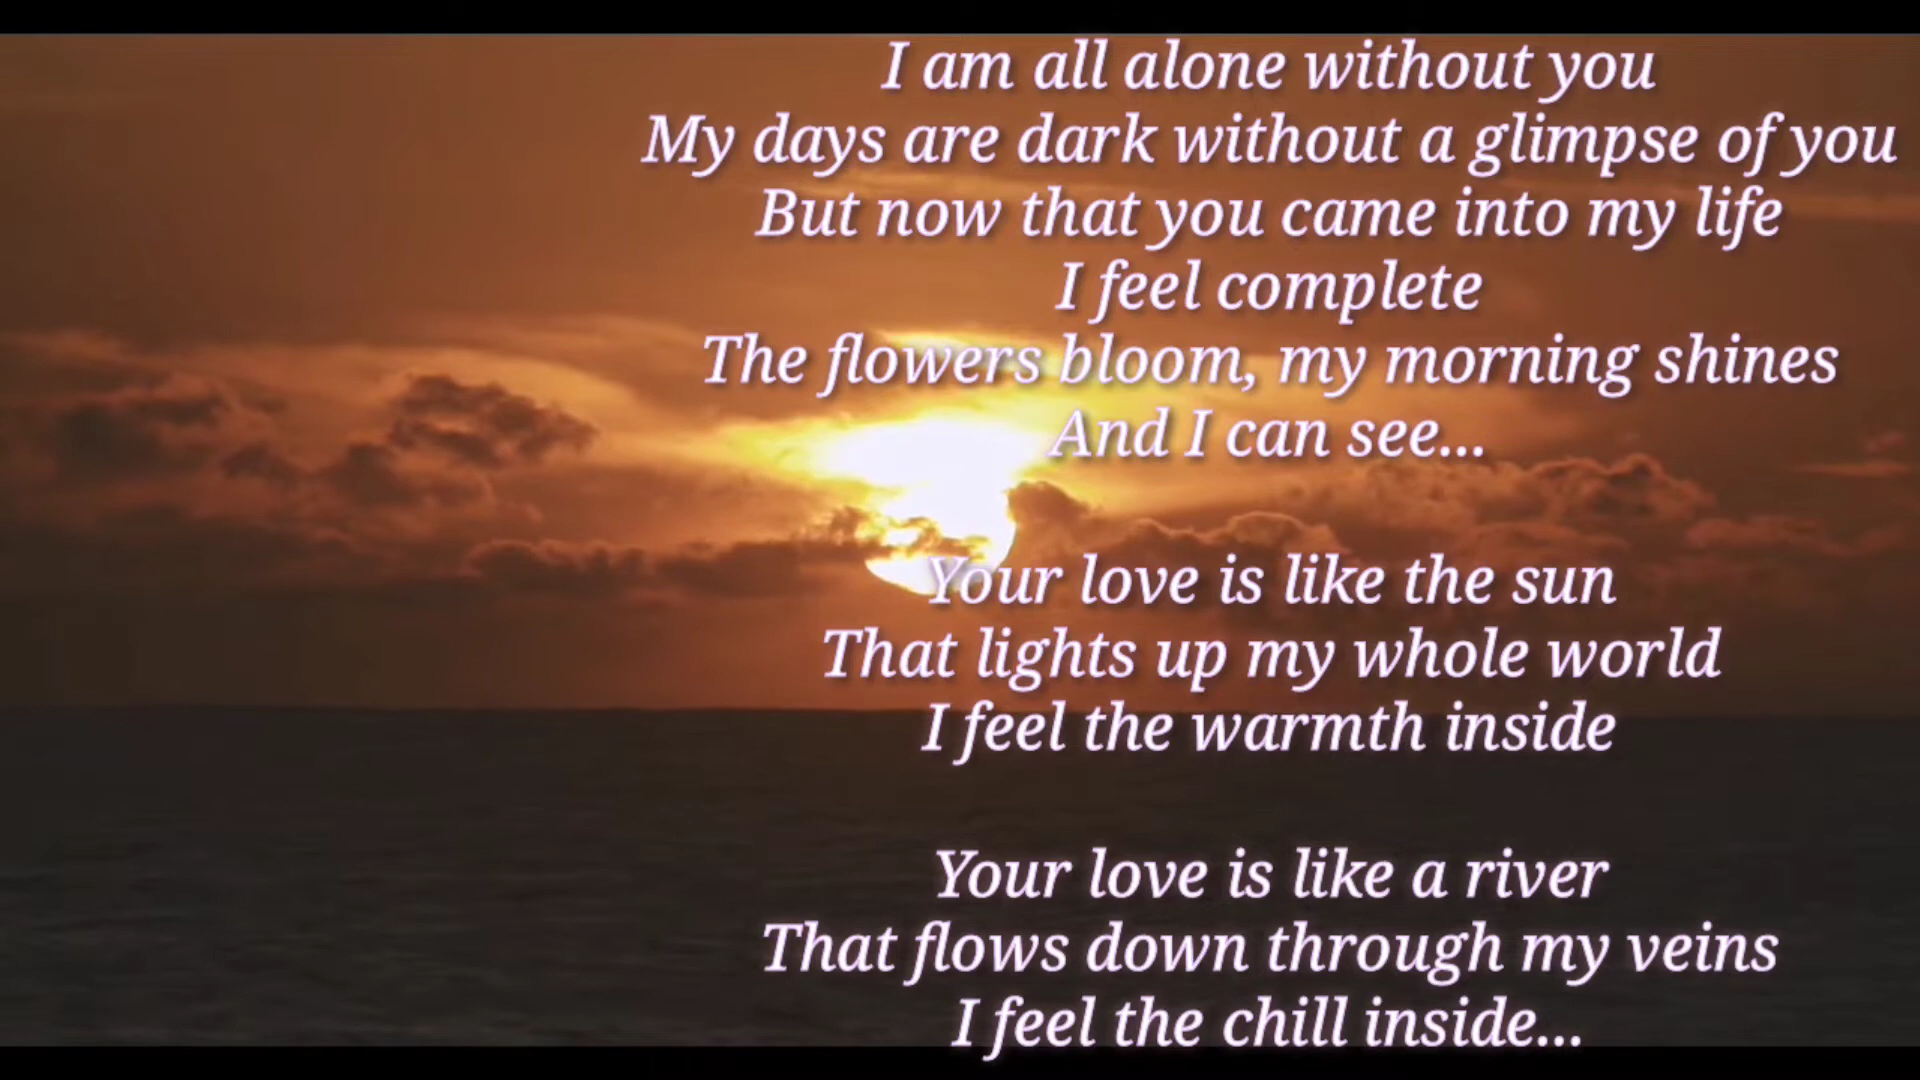 I am all alone without you
My days are dark without a glimpse of you
But now that you came into my life
I feel complete
The flowers bloom, my morning shines
And I can see...
Your love is like the sun
That lights up my whole world
I feel the warmth inside
Your love is like a river
That flows down through my veins
I feel the chill inside...